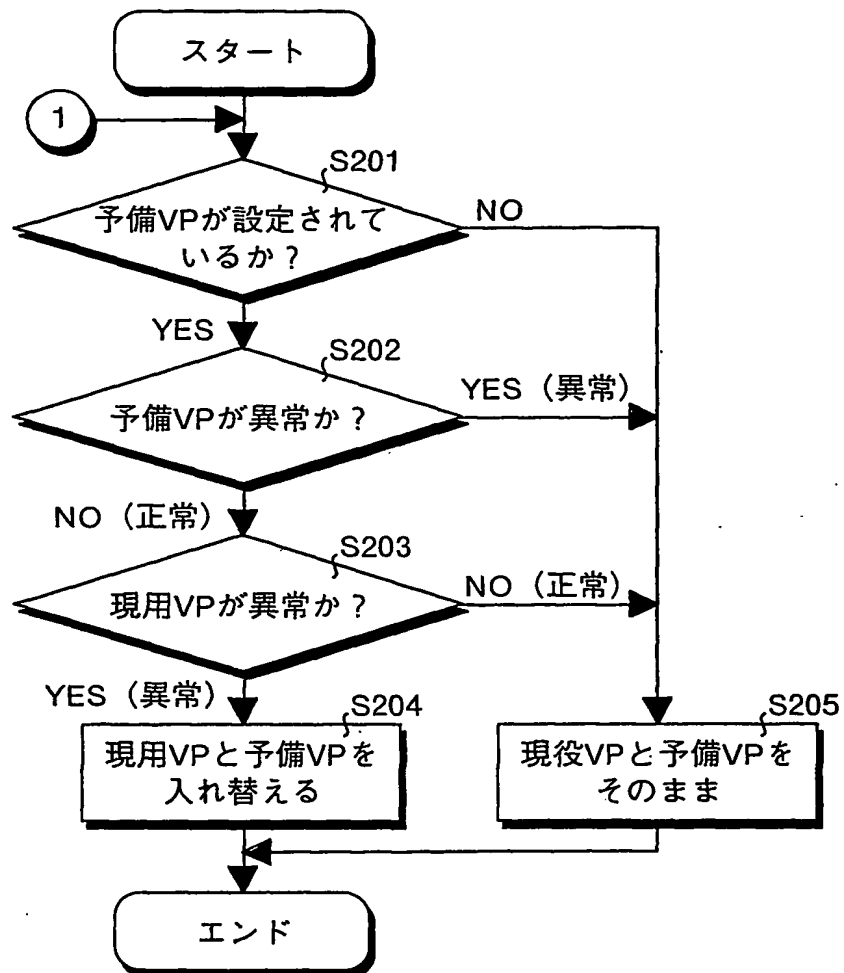 スタート
1
S201
予備VPが設定されて
いるか？
NO
YES
S202
予備VPが異常か？
YES（異常）
NO（正常）
S203
現用VPが異常か？
NO（正常）
YES（異常）
S204
現用VPと予備VPを
入れ替える
S205
現役VPと予備VPを
そのまま
エンド